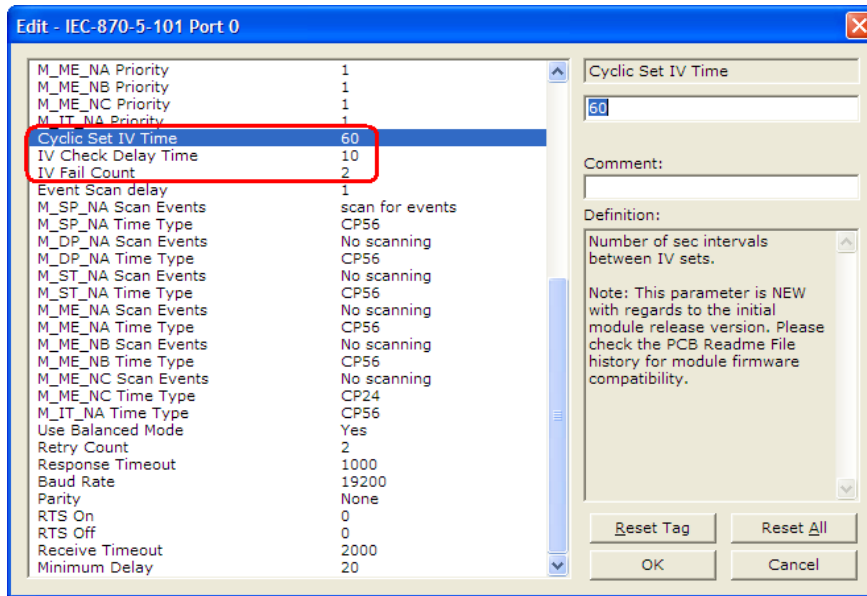 Edit - IEC-870-5-101 Port 0
M_ME_NA Priority 1
M_ME_NB Priority 1
M_ME_NC Priority 1
M_IT_NA Priority 1
Cyclic Set IV Time 60
IV Check Delay Time 10
IV Fail Count 2
Event Scan delay 1
M_SP_NA Scan Events scan for events
M_SP_NA Time Type CP56
M_DP_NA Scan Events No scanning
M_DP_NA Time Type CP56
M_ST_NA Scan Events No scanning
M_ST_NA Time Type CP56
M_ME_NA Scan Events No scanning
M_ME_NA Time Type CP56
M_ME_NB Scan Events No scanning
M_ME_NB Time Type CP56
M_ME_NC Scan Events No scanning
M_ME_NC Time Type CP24
M_IT_NA Time Type CP56
Use Balanced Mode Yes
Retry Count 2
Response Timeout 1000
Baud Rate 19200
Parity None
RTS On 0
RTS Off 0
Receive Timeout 2000
Minimum Delay 20
Cyclic Set IV Time
60
Comment:
Definition:
Number of sec intervals
between IV sets.
Note: This parameter is NEW
with regards to the initial
module release version. Please
check the PCB Readme File
history for module firmware
compatibility.
Reset Tag
Reset All
OK
Cancel